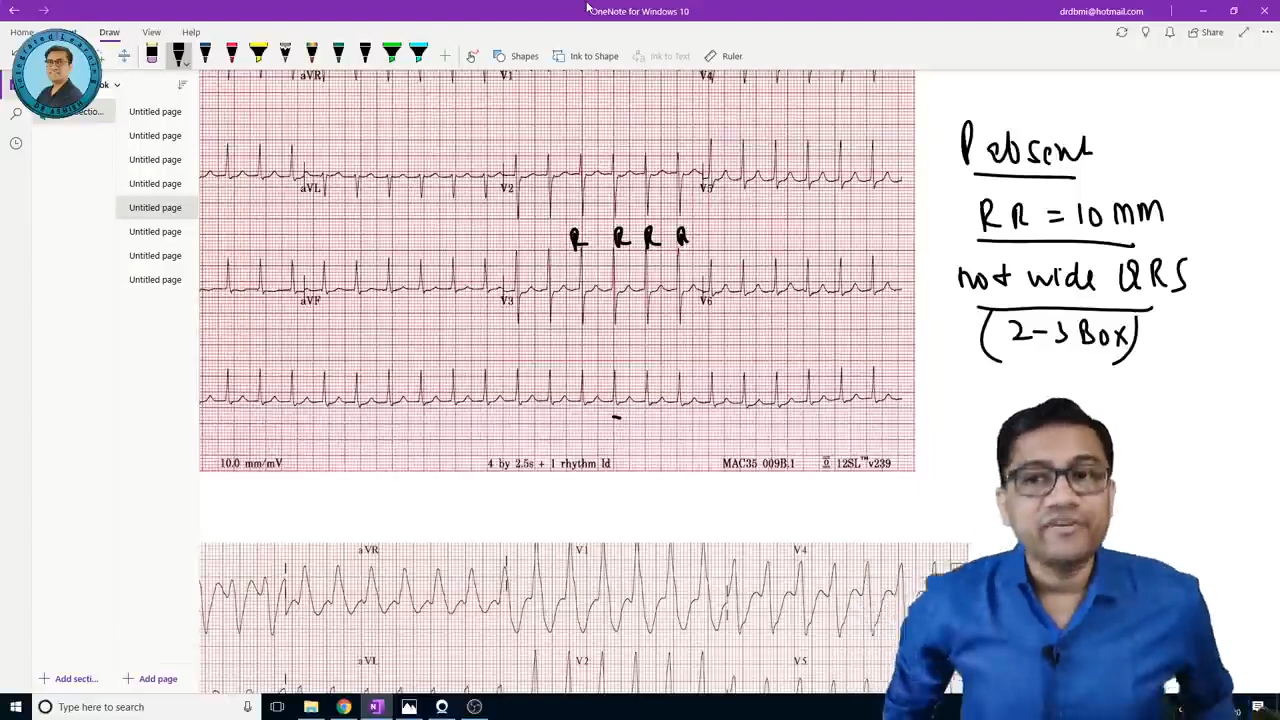 OneNote for Windows 10
drdbmi@hotmail.com
Home
Draw
View
Help
Share
Shapes
Ink to Shape
Ink to Text
Ruler
Untitled page
Untitled page
Untitled page
Untitled page
Untitled page
Untitled page
Untitled page
Untitled page
aVR
V1
V4
aVL
V2
V5
R R R R
aVF
V3
V6
10.0 mm/mV
4 by 2.5s + 1 rhythm ld
MAC35 009B.1
12SL™v239
P absent
RR = 10 mm
not wide QRS
(2-3 Box)
aVR
V1
V4
aVL
V2
V5
Add secti...
Add page
Type here to search